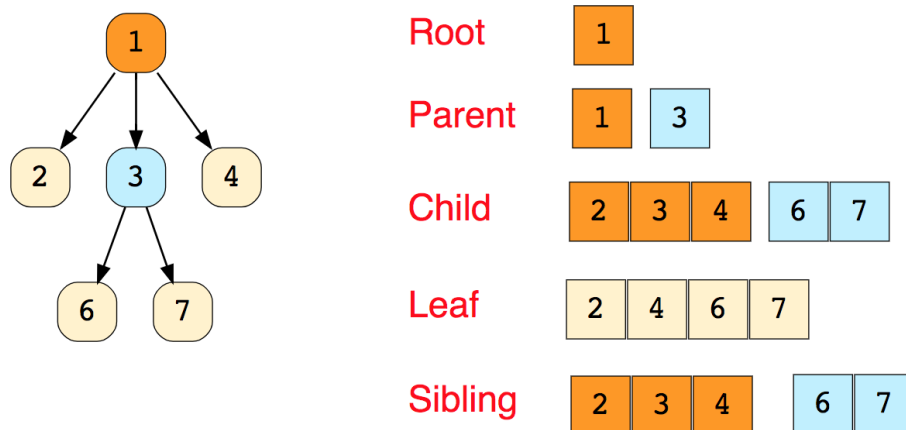 1
2 3 4
6 7
Root 1
Parent 1 3
Child 2 3 4 6 7
Leaf 2 4 6 7
Sibling 2 3 4 6 7